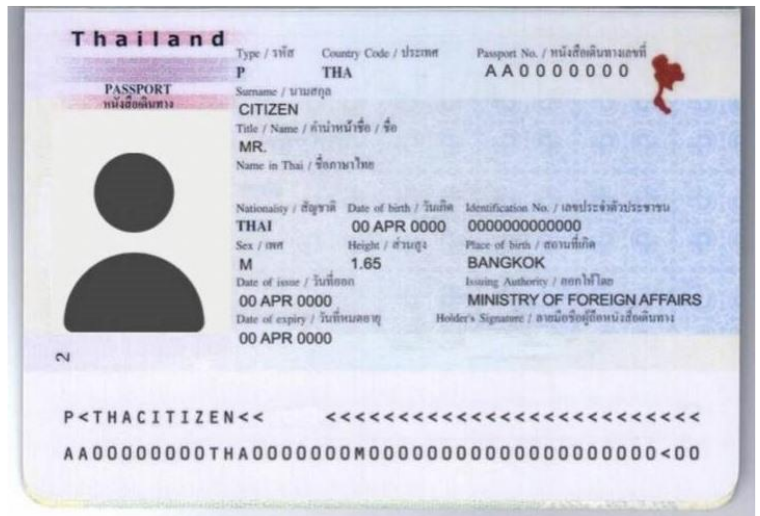 Thailand
Type / รหัส Country Code / ประเทศ Passport No. / หนังสือเดินทางเลขที่
P THA AA0000000
PASSPORT
หนังสือเดินทาง
Surname / นามสกุล
CITIZEN
Title / Name / คำนำหน้าชื่อ / ชื่อ
MR.
Name in Thai / ชื่อภาษาไทย
Nationality / สัญชาติ Date of birth / วันเกิด Identification No. / เลขประจำตัวประชาชน
THAI 00 APR 0000 0000000000000
Sex / เพศ Height / ส่วนสูง Place of birth / สถานที่เกิด
M 1.65 BANGKOK
Date of issue / วันที่ออก Issuing Authority / ออกให้โดย
00 APR 0000 MINISTRY OF FOREIGN AFFAIRS
Date of expiry / วันที่หมดอายุ Holder's Signature / ลายมือชื่อผู้ถือหนังสือเดินทาง
00 APR 0000
2
P<THACITIZEN<< <<<<<<<<<<<<<<<<<<<<<<<<<<
AA00000000THA0000000M0000000000000000000000<00